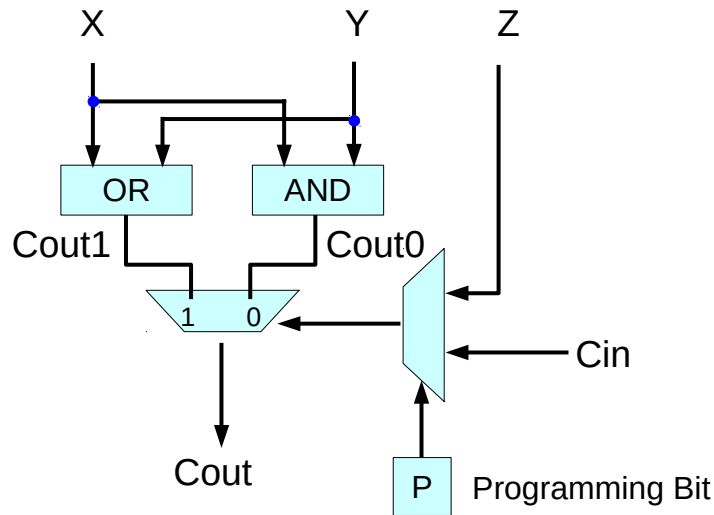 X Y Z
OR AND
Cout1 Cout0
1 0
Cin
Cout
P Programming Bit